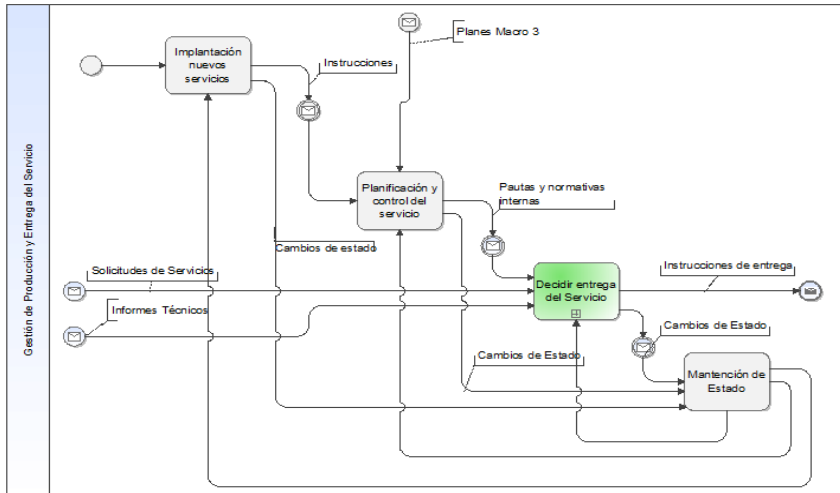 Gestión de Producción y Entrega del Servicio
Implantación
nuevos
servicios
Instrucciones
Planes Macro 3
Planificación y
control del
servicio
Pautas y normativas
internas
Cambios de estado
Solicitudes de Servicios
Informes Técnicos
Decidir entrega
del Servicio
Instrucciones de entrega
Cambios de Estado
Cambios de Estado
Mantención de
Estado